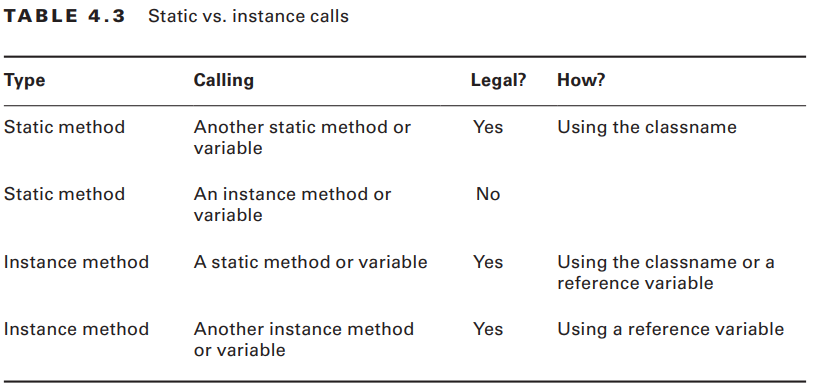 TABLE 4.3 Static vs. instance calls
Type Calling Legal? How?
Static method Another static method or Yes Using the classname
variable
Static method An instance method or No
variable
Instance method A static method or variable Yes Using the classname or a
reference variable
Instance method Another instance method Yes Using a reference variable
or variable